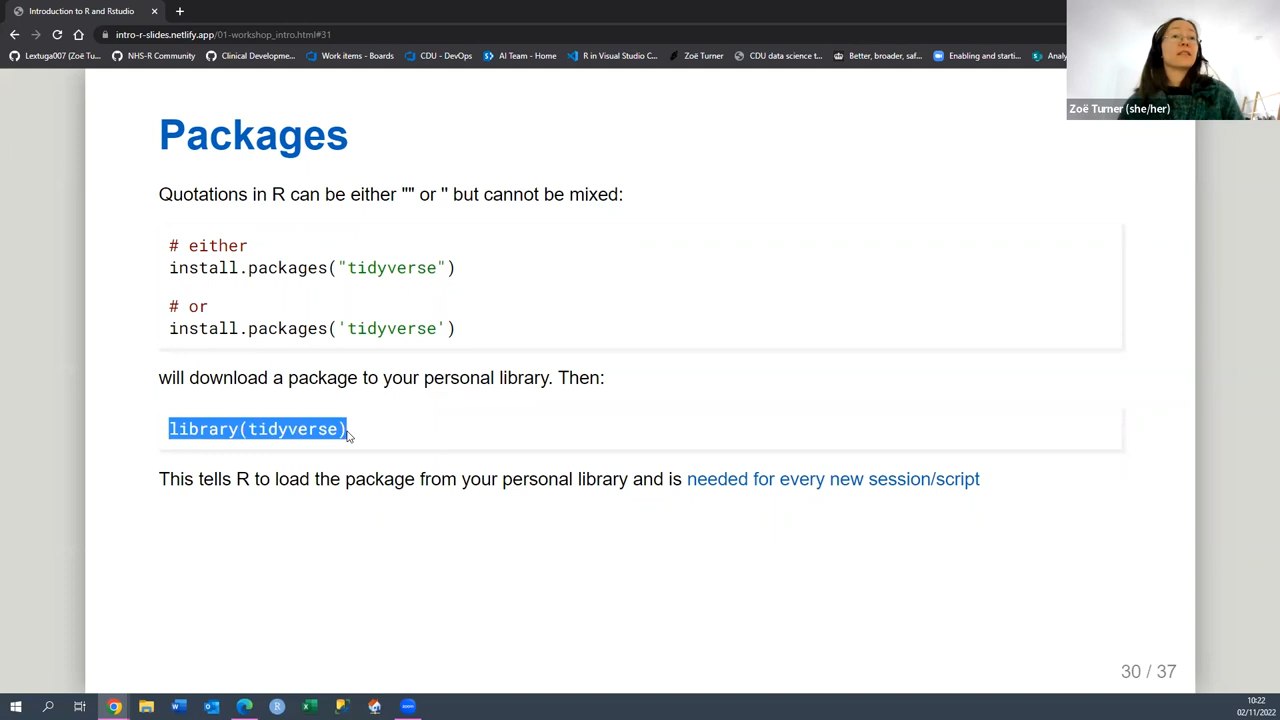 Introduction to R and Rstudio
intro-r-slides.netlify.app/01-workshop_intro.html#31
Lextuga007 (Zoë Tu...
NHS-R Community
Clinical Developme...
Work items - Boards
CDU - DevOps
AI Team - Home
R in Visual Studio C...
Zoë Turner
CDU data science t...
Better, broader, saf...
Enabling and starti...
Analy
Zoë Turner (she/her)
Packages
Quotations in R can be either "" or '' but cannot be mixed:
# either
install.packages("tidyverse")
# or
install.packages('tidyverse')
will download a package to your personal library. Then:
library(tidyverse)
This tells R to load the package from your personal library and is needed for every new session/script
30 / 37
10:22
02/11/2022